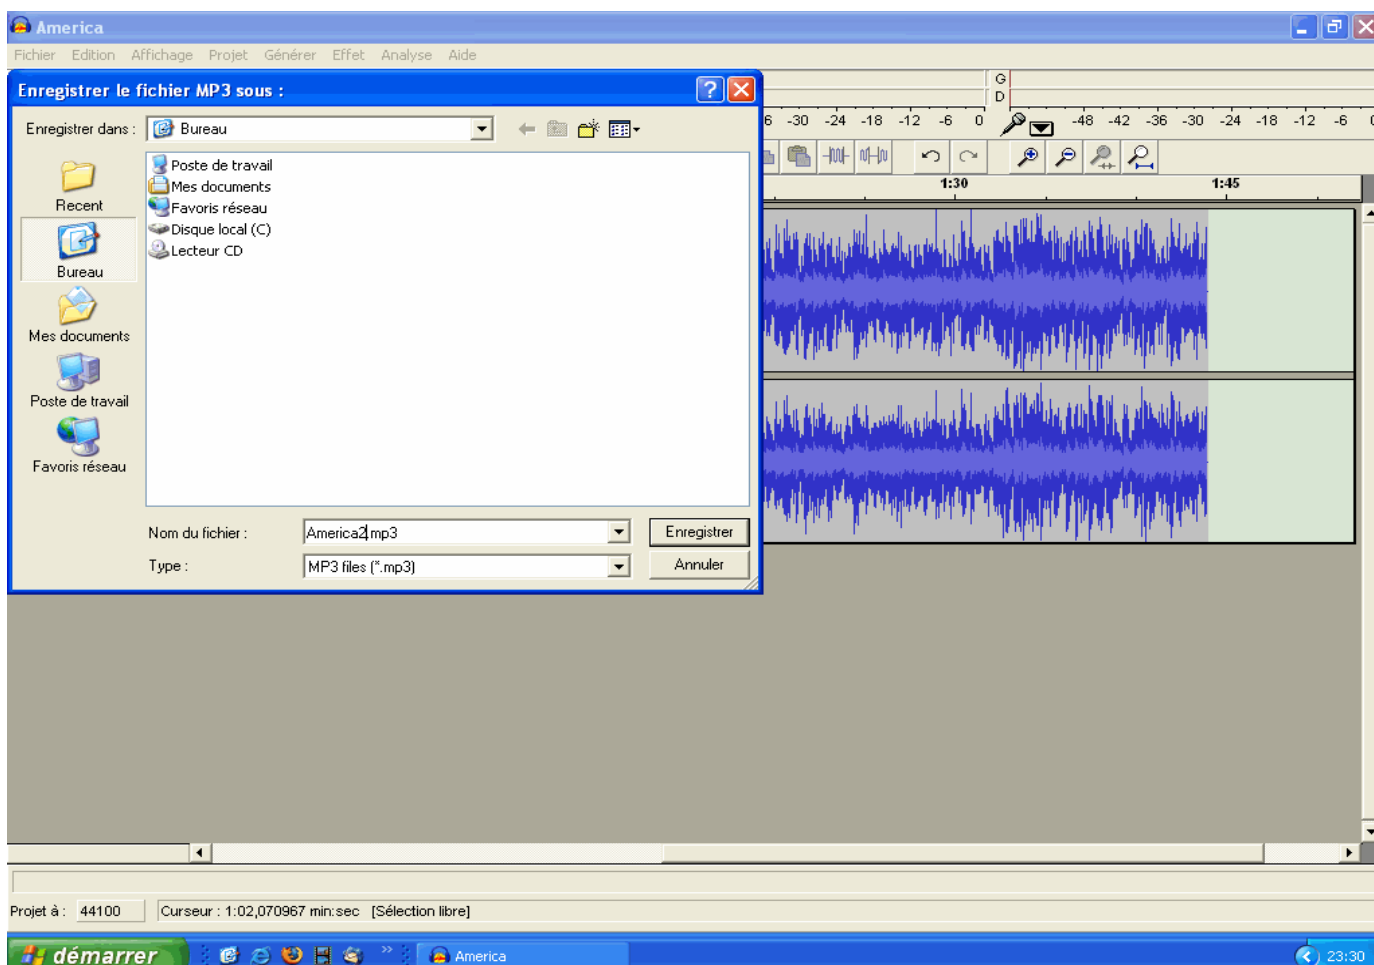 America
Fichier Edition Affichage Projet Générer Effet Analyse Aide
Enregistrer le fichier MP3 sous :
G
D
Enregistrer dans : Bureau
-30 -24 -18 -12 -6 0 -48 -42 -36 -30 -24 -18 -12 -6
1:30 1:45
Recent
Bureau
Mes documents
Poste de travail
Favoris réseau
Poste de travail
Mes documents
Favoris réseau
Disque local (C)
Lecteur CD
Nom du fichier : America2.mp3 Enregistrer
Type : MP3 files (*.mp3) Annuler
Projet à : 44100 Curseur : 1:02,070967 min:sec [Sélection libre]
démarrer America 23:30